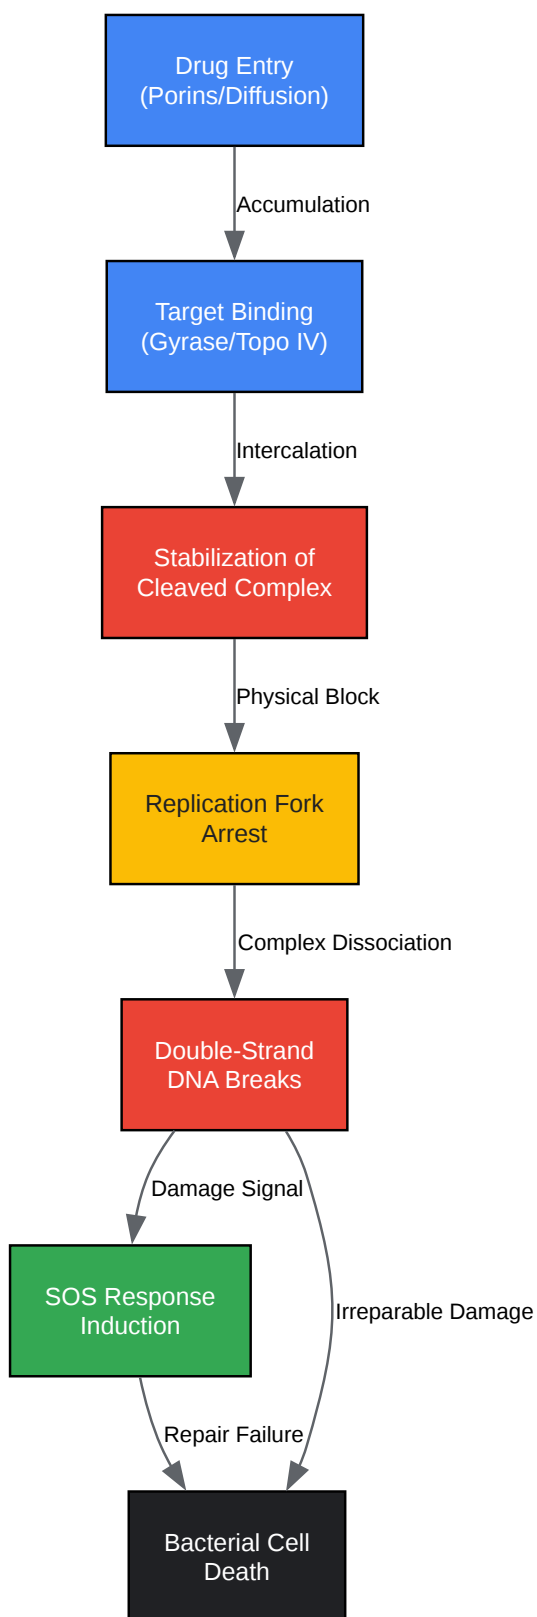 Drug Entry
(Porins/Diffusion)
Accumulation
Target Binding
(Gyrase/Topo IV)
Intercalation
Stabilization of
Cleaved Complex
Physical Block
Replication Fork
Arrest
Complex Dissociation
Double-Strand
DNA Breaks
Damage Signal
SOS Response
Induction
Irreparable Damage
Repair Failure
Bacterial Cell
Death